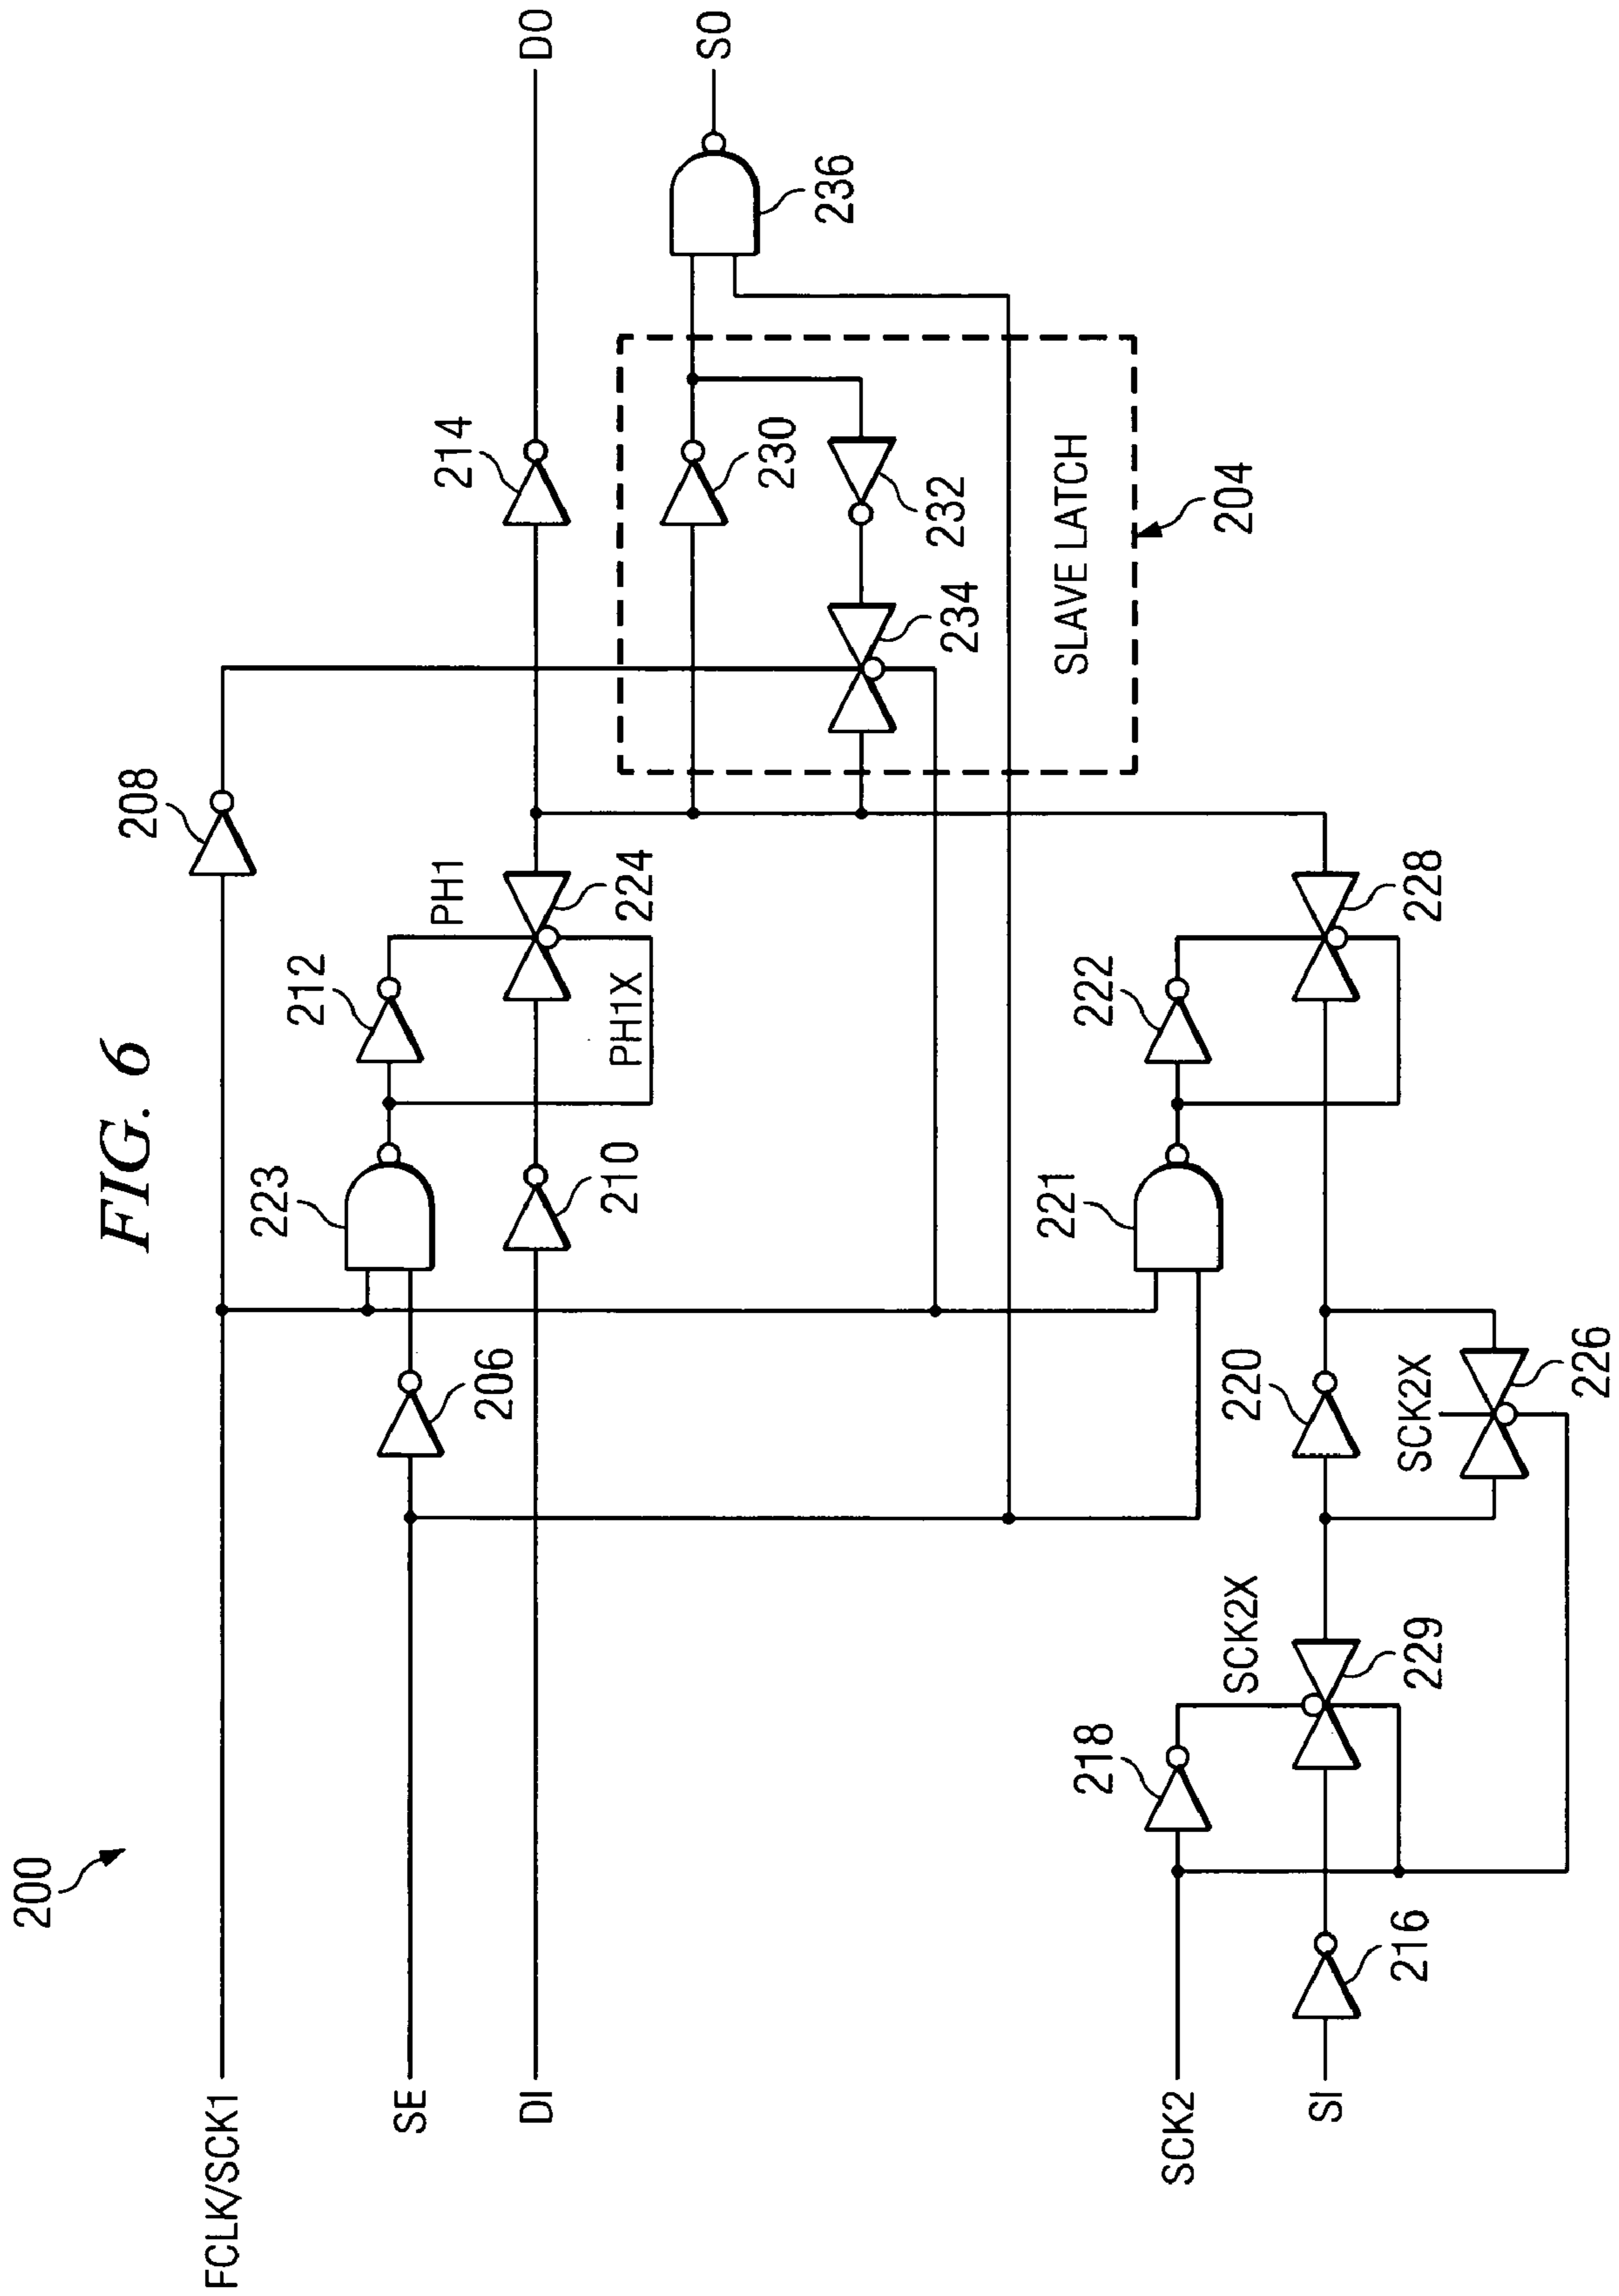 FIG. 6
200
208
FCLK/SCK1
212
PH1
223
214
DO
SE
206
224
PH1X
210
DI
230
SO
236
232
234
SLAVE LATCH
204
222
221
228
218
SCK2X
220
SCK2
229
SCK2X
226
SI
216